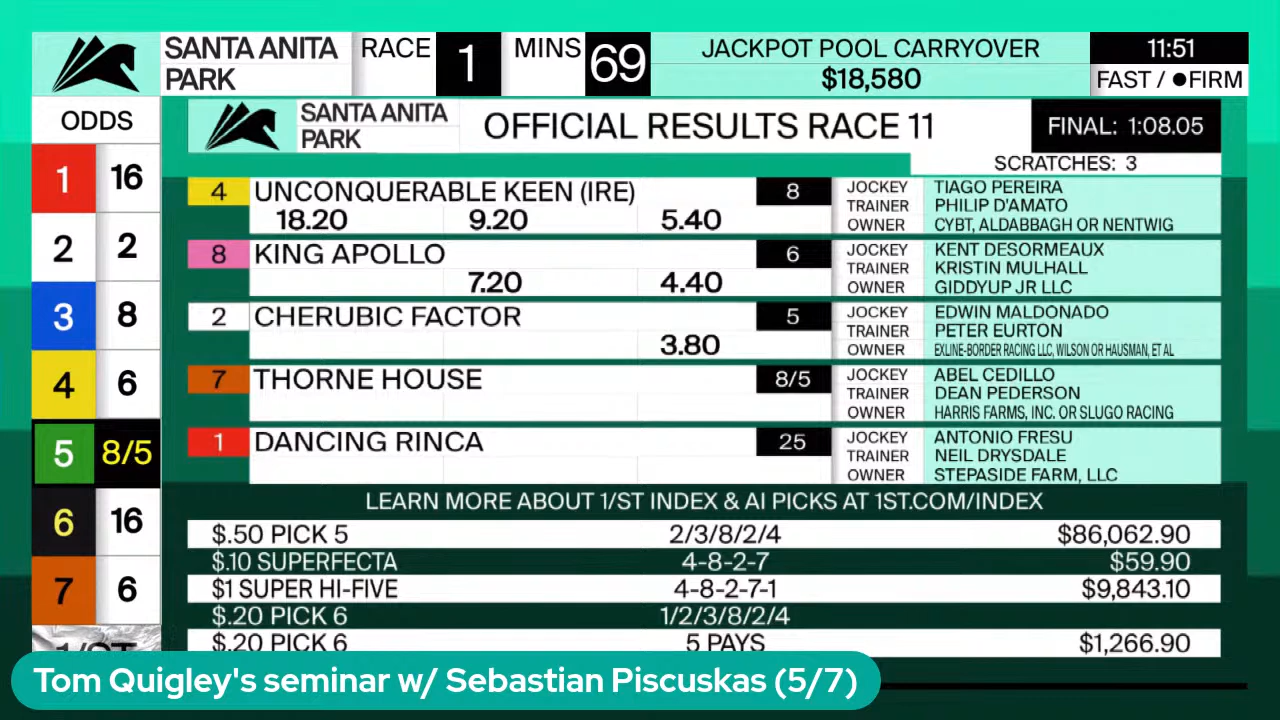 SANTA ANITA PARK RACE 1 MINS 69 JACKPOT POOL CARRYOVER $18,580 11:51 FAST / ●FIRM
ODDS
1 16
2 2
3 8
4 6
5 8/5
6 16
7 6
SANTA ANITA PARK OFFICIAL RESULTS RACE 11 FINAL: 1:08.05
SCRATCHES: 3
4 UNCONQUERABLE KEEN (IRE) 8 JOCKEY TIAGO PEREIRA
TRAINER PHILIP D'AMATO
18.20 9.20 5.40 OWNER CYBT, ALDABBAGH OR NENTWIG
8 KING APOLLO 6 JOCKEY KENT DESORMEAUX
TRAINER KRISTIN MULHALL
7.20 4.40 OWNER GIDDYUP JR LLC
2 CHERUBIC FACTOR 5 JOCKEY EDWIN MALDONADO
TRAINER PETER EURTON
3.80 OWNER EXLINE-BORDER RACING LLC, WILSON OR HAUSMAN, ET AL
7 THORNE HOUSE 8/5 JOCKEY ABEL CEDILLO
TRAINER DEAN PEDERSON
OWNER HARRIS FARMS, INC. OR SLUGO RACING
1 DANCING RINCA 25 JOCKEY ANTONIO FRESU
TRAINER NEIL DRYSDALE
OWNER STEPASIDE FARM, LLC
LEARN MORE ABOUT 1/ST INDEX & AI PICKS AT 1ST.COM/INDEX
$.50 PICK 5 2/3/8/2/4 $86,062.90
$.10 SUPERFECTA 4-8-2-7 $59.90
$1 SUPER HI-FIVE 4-8-2-7-1 $9,843.10
$.20 PICK 6 1/2/3/8/2/4
$.20 PICK 6 5 PAYS $1,266.90
1/ST
Tom Quigley's seminar w/ Sebastian Piscuskas (5/7)